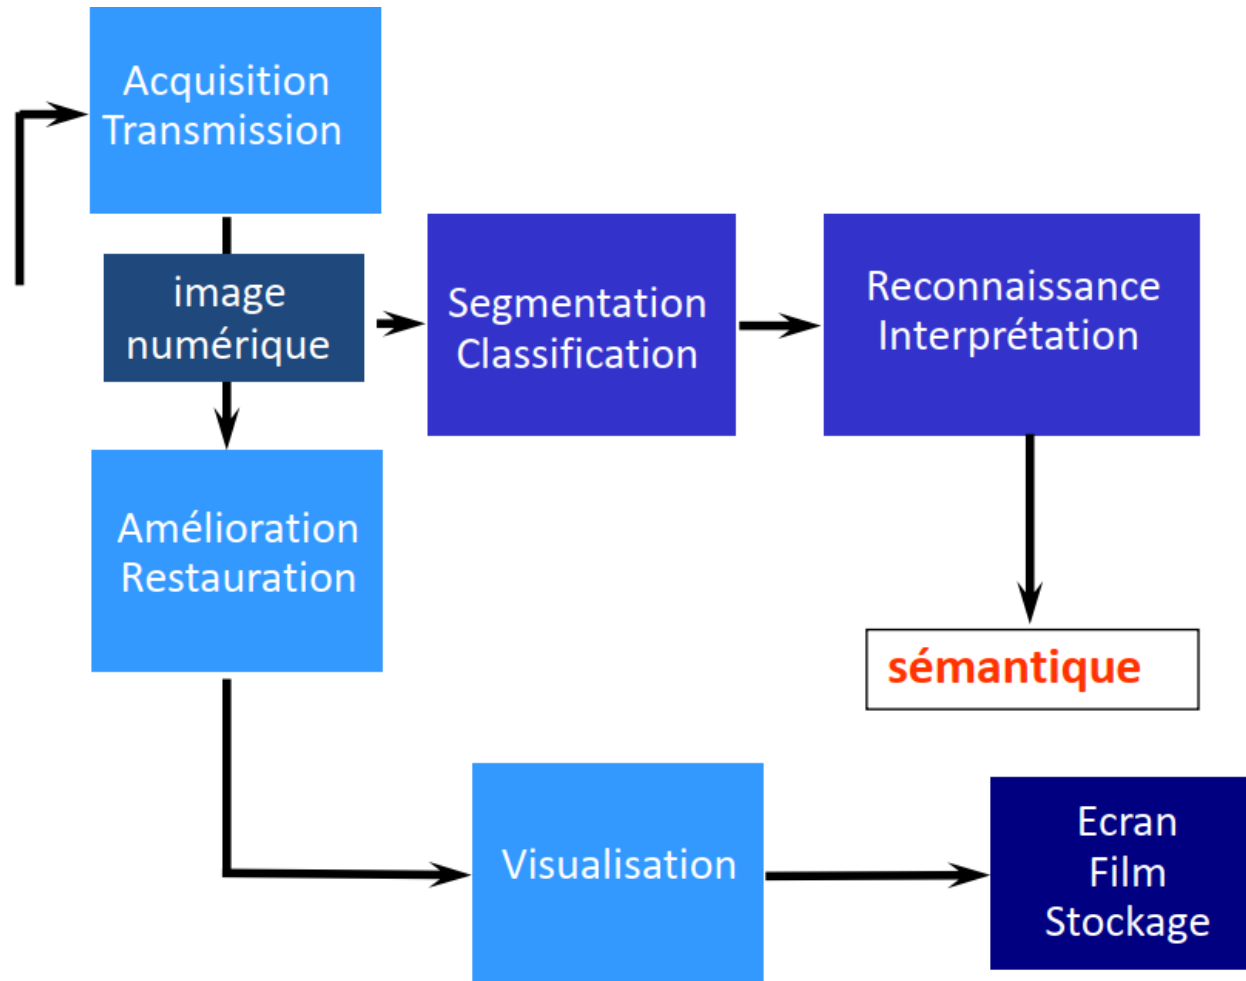 Acquisition
Transmission
image
numérique
Segmentation
Classification
Reconnaissance
Interprétation
Amélioration
Restauration
sémantique
Visualisation
Ecran
Film
Stockage